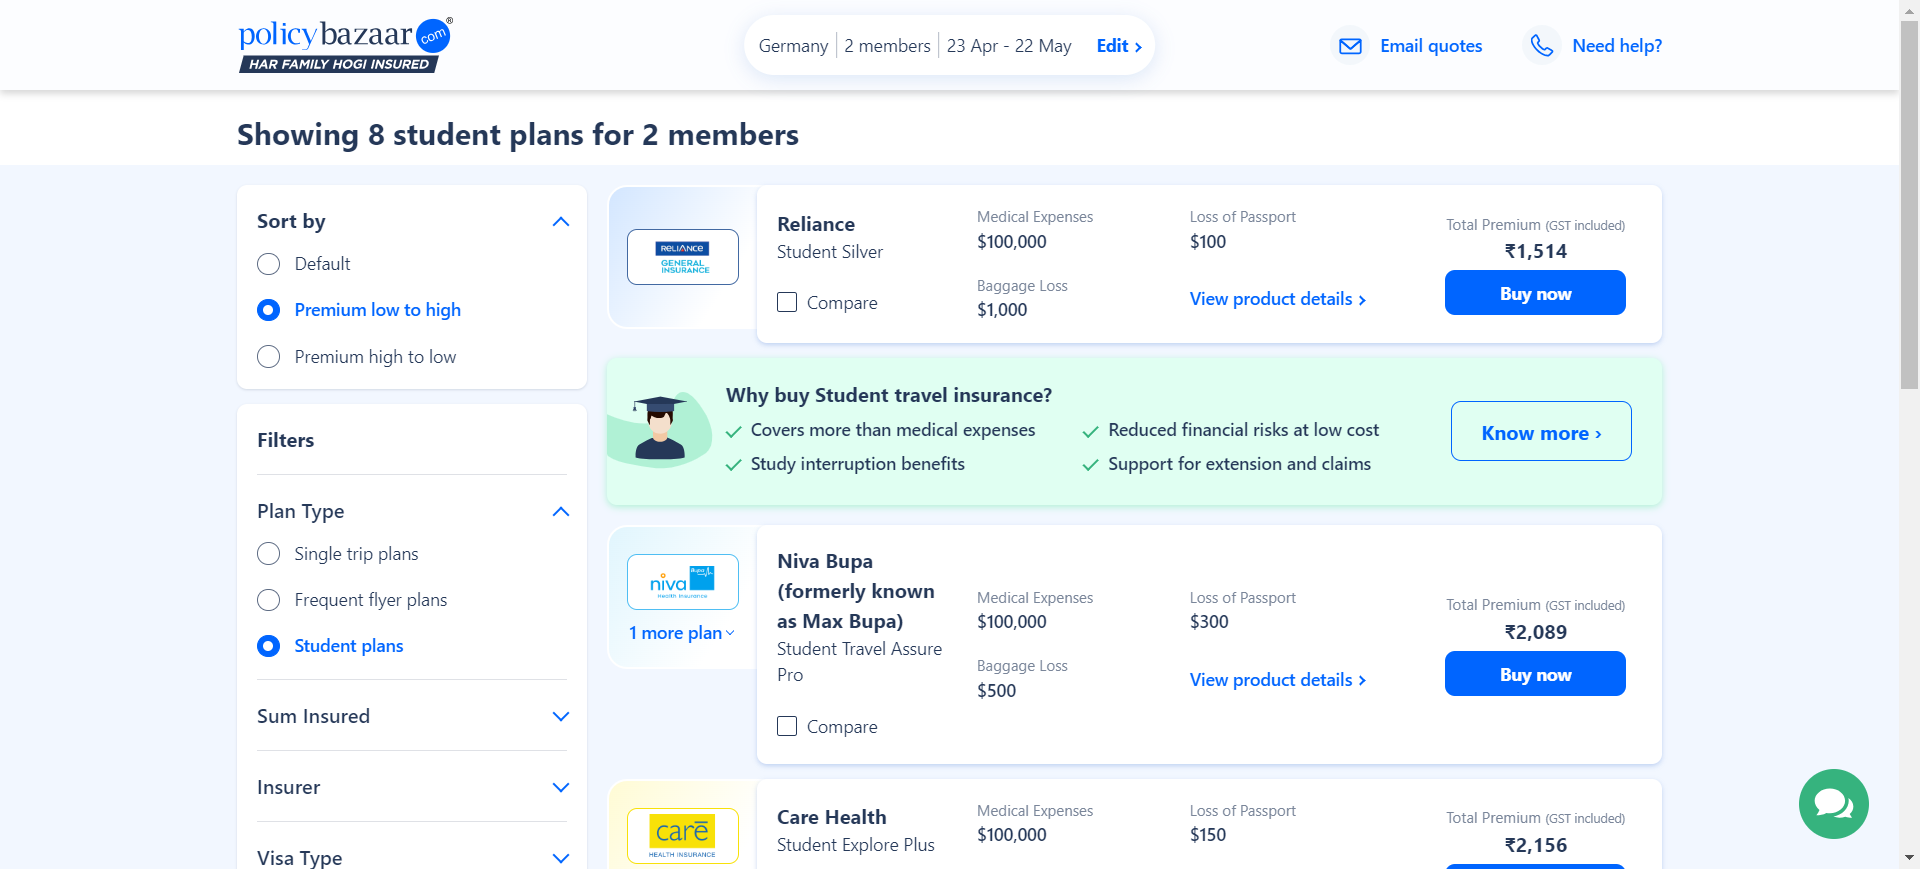 policybazaar.com®
HAR FAMILY HOGI INSURED
Germany 2 members 23 Apr - 22 May Edit ›
Email quotes
Need help?
Showing 8 student plans for 2 members
Sort by
Default
Premium low to high
Premium high to low
Filters
Plan Type
Single trip plans
Frequent flyer plans
Student plans
Sum Insured
Insurer
Visa Type
RELIANCE
GENERAL
INSURANCE
Reliance
Student Silver
Compare
Medical Expenses
$100,000
Baggage Loss
$1,000
Loss of Passport
$100
View product details ›
Total Premium (GST included)
₹1,514
Buy now
Why buy Student travel insurance?
Covers more than medical expenses
Reduced financial risks at low cost
Study interruption benefits
Support for extension and claims
Know more ›
niva Bupa
Health Insurance
1 more plan
Niva Bupa
(formerly known
as Max Bupa)
Student Travel Assure
Pro
Compare
Medical Expenses
$100,000
Baggage Loss
$500
Loss of Passport
$300
View product details ›
Total Premium (GST included)
₹2,089
Buy now
carē
HEALTH INSURANCE
Care Health
Student Explore Plus
Medical Expenses
$100,000
Loss of Passport
$150
Total Premium (GST included)
₹2,156